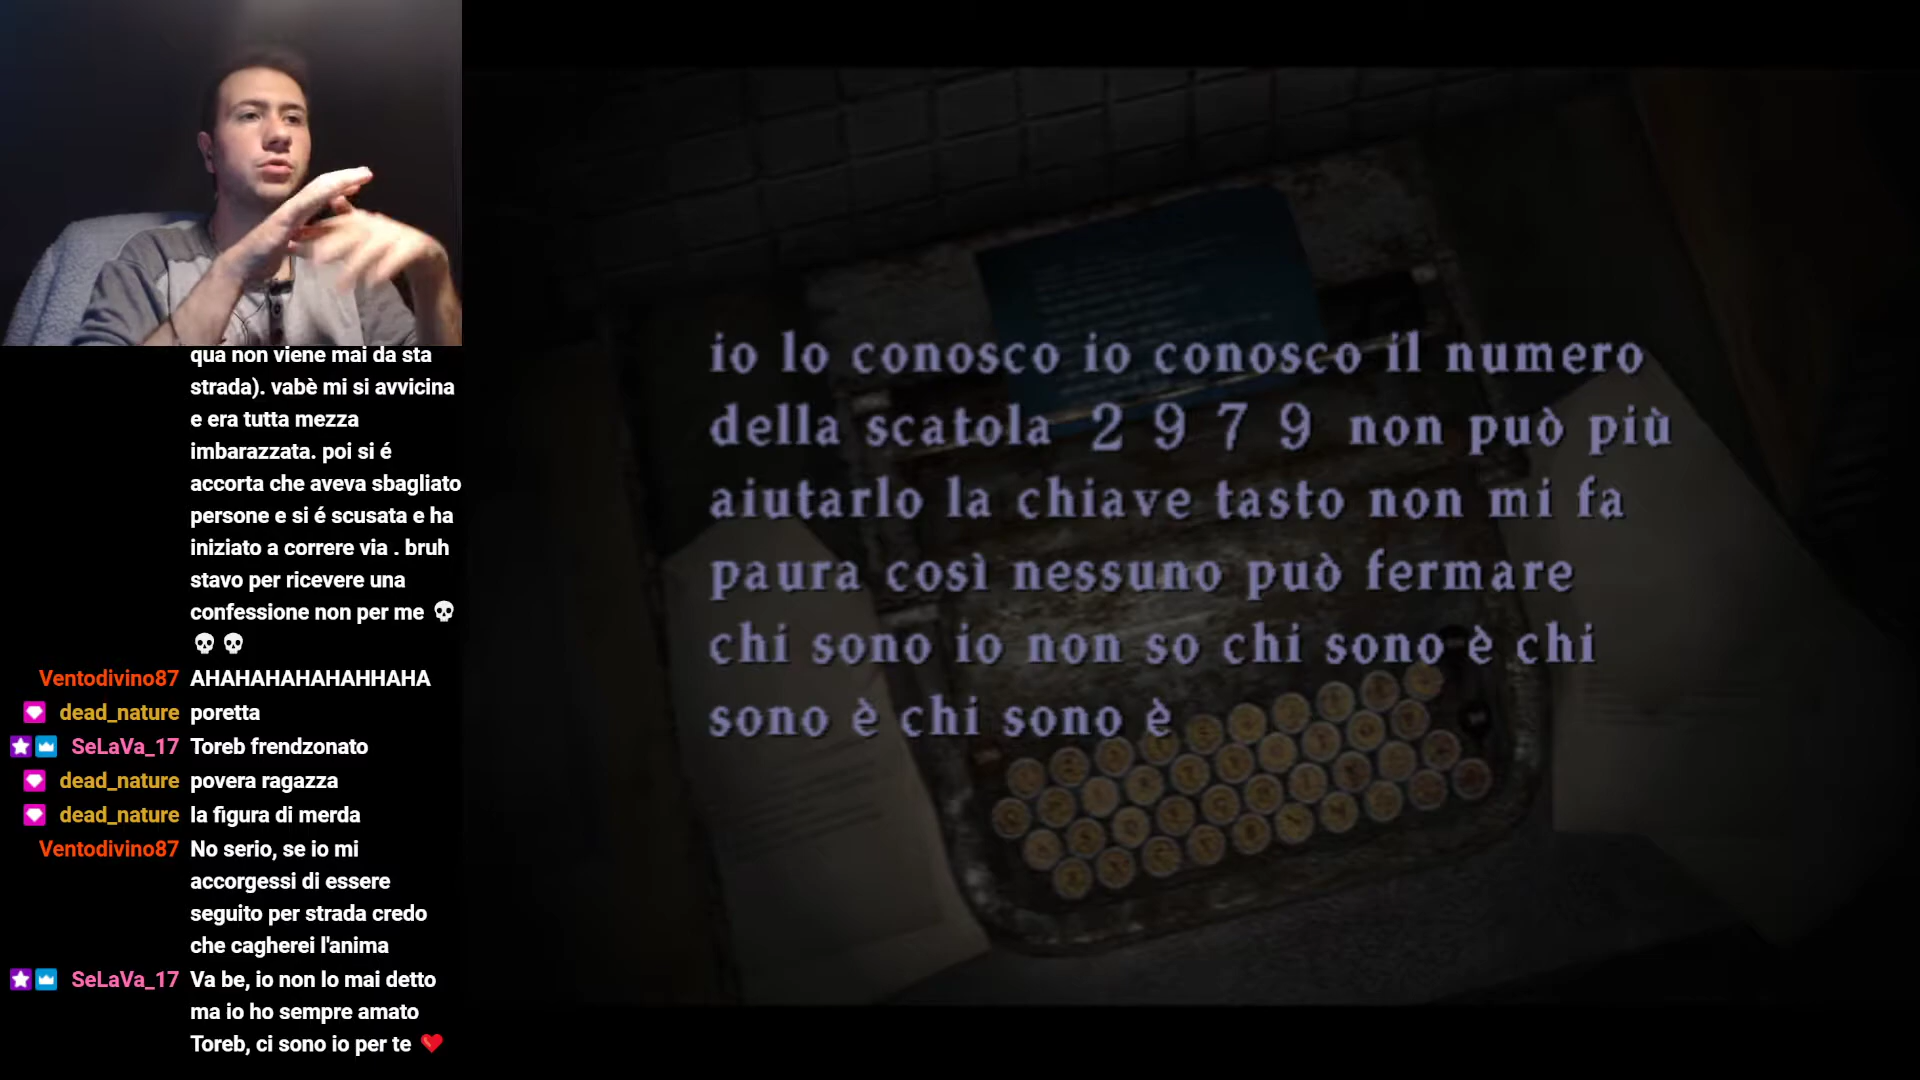 qua non viene mai da sta
strada). vabè mi si avvicina
e era tutta mezza
imbarazzata. poi si é
accorta che aveva sbagliato
persone e si é scusata e ha
iniziato a correre via . bruh
stavo per ricevere una
confessione non per me 💀
💀 💀
Ventodivino87 AHAHAHAHAHAHHAHA
dead_nature poretta
SeLaVa_17 Toreb frendzonato
dead_nature povera ragazza
dead_nature la figura di merda
Ventodivino87 No serio, se io mi
accorgessi di essere
seguito per strada credo
che cagherei l'anima
SeLaVa_17 Va be, io non lo mai detto
ma io ho sempre amato
Toreb, ci sono io per te ❤️
io lo conosco io conosco il numero
della scatola 2 9 7 9 non può più
aiutarlo la chiave tasto non mi fa
paura così nessuno può fermare
chi sono io non so chi sono è chi
sono è chi sono è